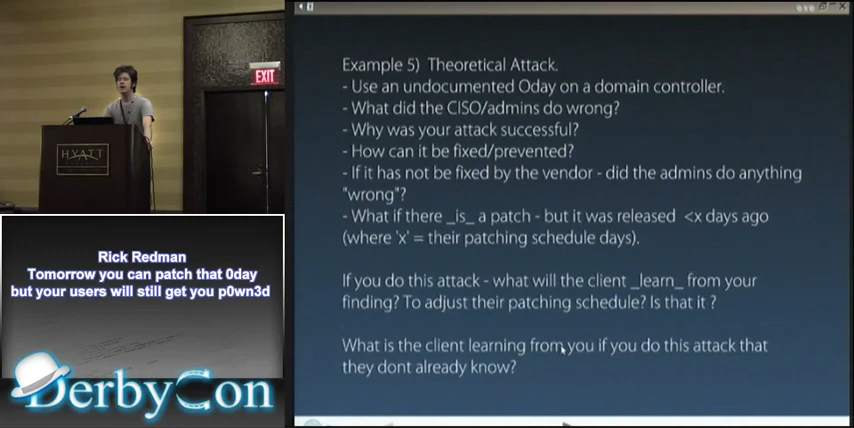 EXIT
HYATT
Rick Redman
Tomorrow you can patch that 0day
but your users will still get you p0wn3d
DerbyCon
Example 5) Theoretical Attack.
- Use an undocumented 0day on a domain controller.
- What did the CISO/admins do wrong?
- Why was your attack successful?
- How can it be fixed/prevented?
- If it has not be fixed by the vendor - did the admins do anything
"wrong"?
- What if there _is_ a patch - but it was released <x days ago
(where 'x' = their patching schedule days).
If you do this attack - what will the client _learn_ from your
finding? To adjust their patching schedule? Is that it ?
What is the client learning from you if you do this attack that
they dont already know?